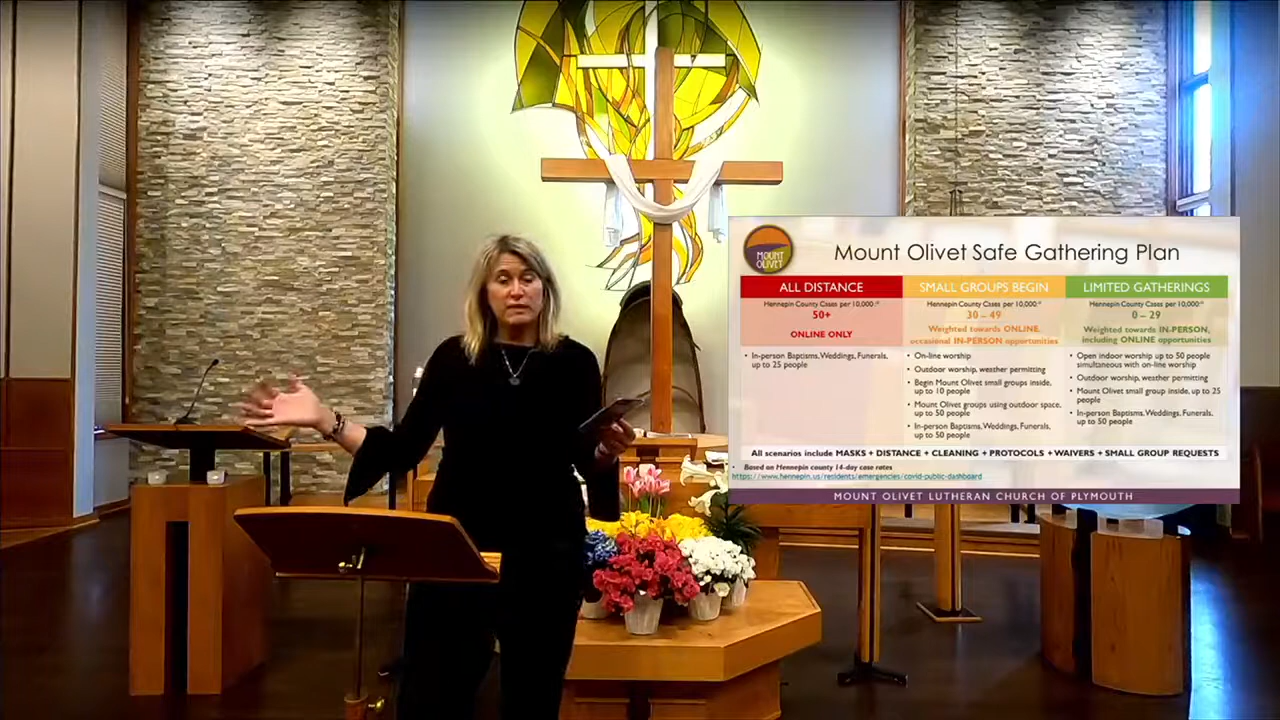 MOUNT
OLIVET
Mount Olivet Safe Gathering Plan
ALL DISTANCE
Hennepin County Cases per 10,000:
50+
ONLINE ONLY
• In-person Baptisms, Weddings, Funerals,
up to 25 people
SMALL GROUPS BEGIN
Hennepin County Cases per 10,000:
30 – 49
Weighted towards ONLINE,
occasional IN-PERSON opportunities
• On-line worship
• Outdoor worship, weather permitting
• Begin Mount Olivet small groups inside,
up to 10 people
• Mount Olivet groups using outdoor space,
up to 50 people
• In-person Baptisms, Weddings, Funerals,
up to 50 people
LIMITED GATHERINGS
Hennepin County Cases per 10,000:
0 – 29
Weighted towards IN-PERSON,
including ONLINE opportunities
• Open indoor worship up to 50 people
simultaneous with on-line worship
• Outdoor worship, weather permitting
• Mount Olivet small group inside, up to 25
people
• In-person Baptisms, Weddings, Funerals,
up to 50 people
All scenarios include MASKS + DISTANCE + CLEANING + PROTOCOLS + WAIVERS + SMALL GROUP REQUESTS
• Based on Hennepin county 14-day case rates
https://www.hennepin.us/residents/emergencies/covid-public-dashboard
MOUNT OLIVET LUTHERAN CHURCH OF PLYMOUTH